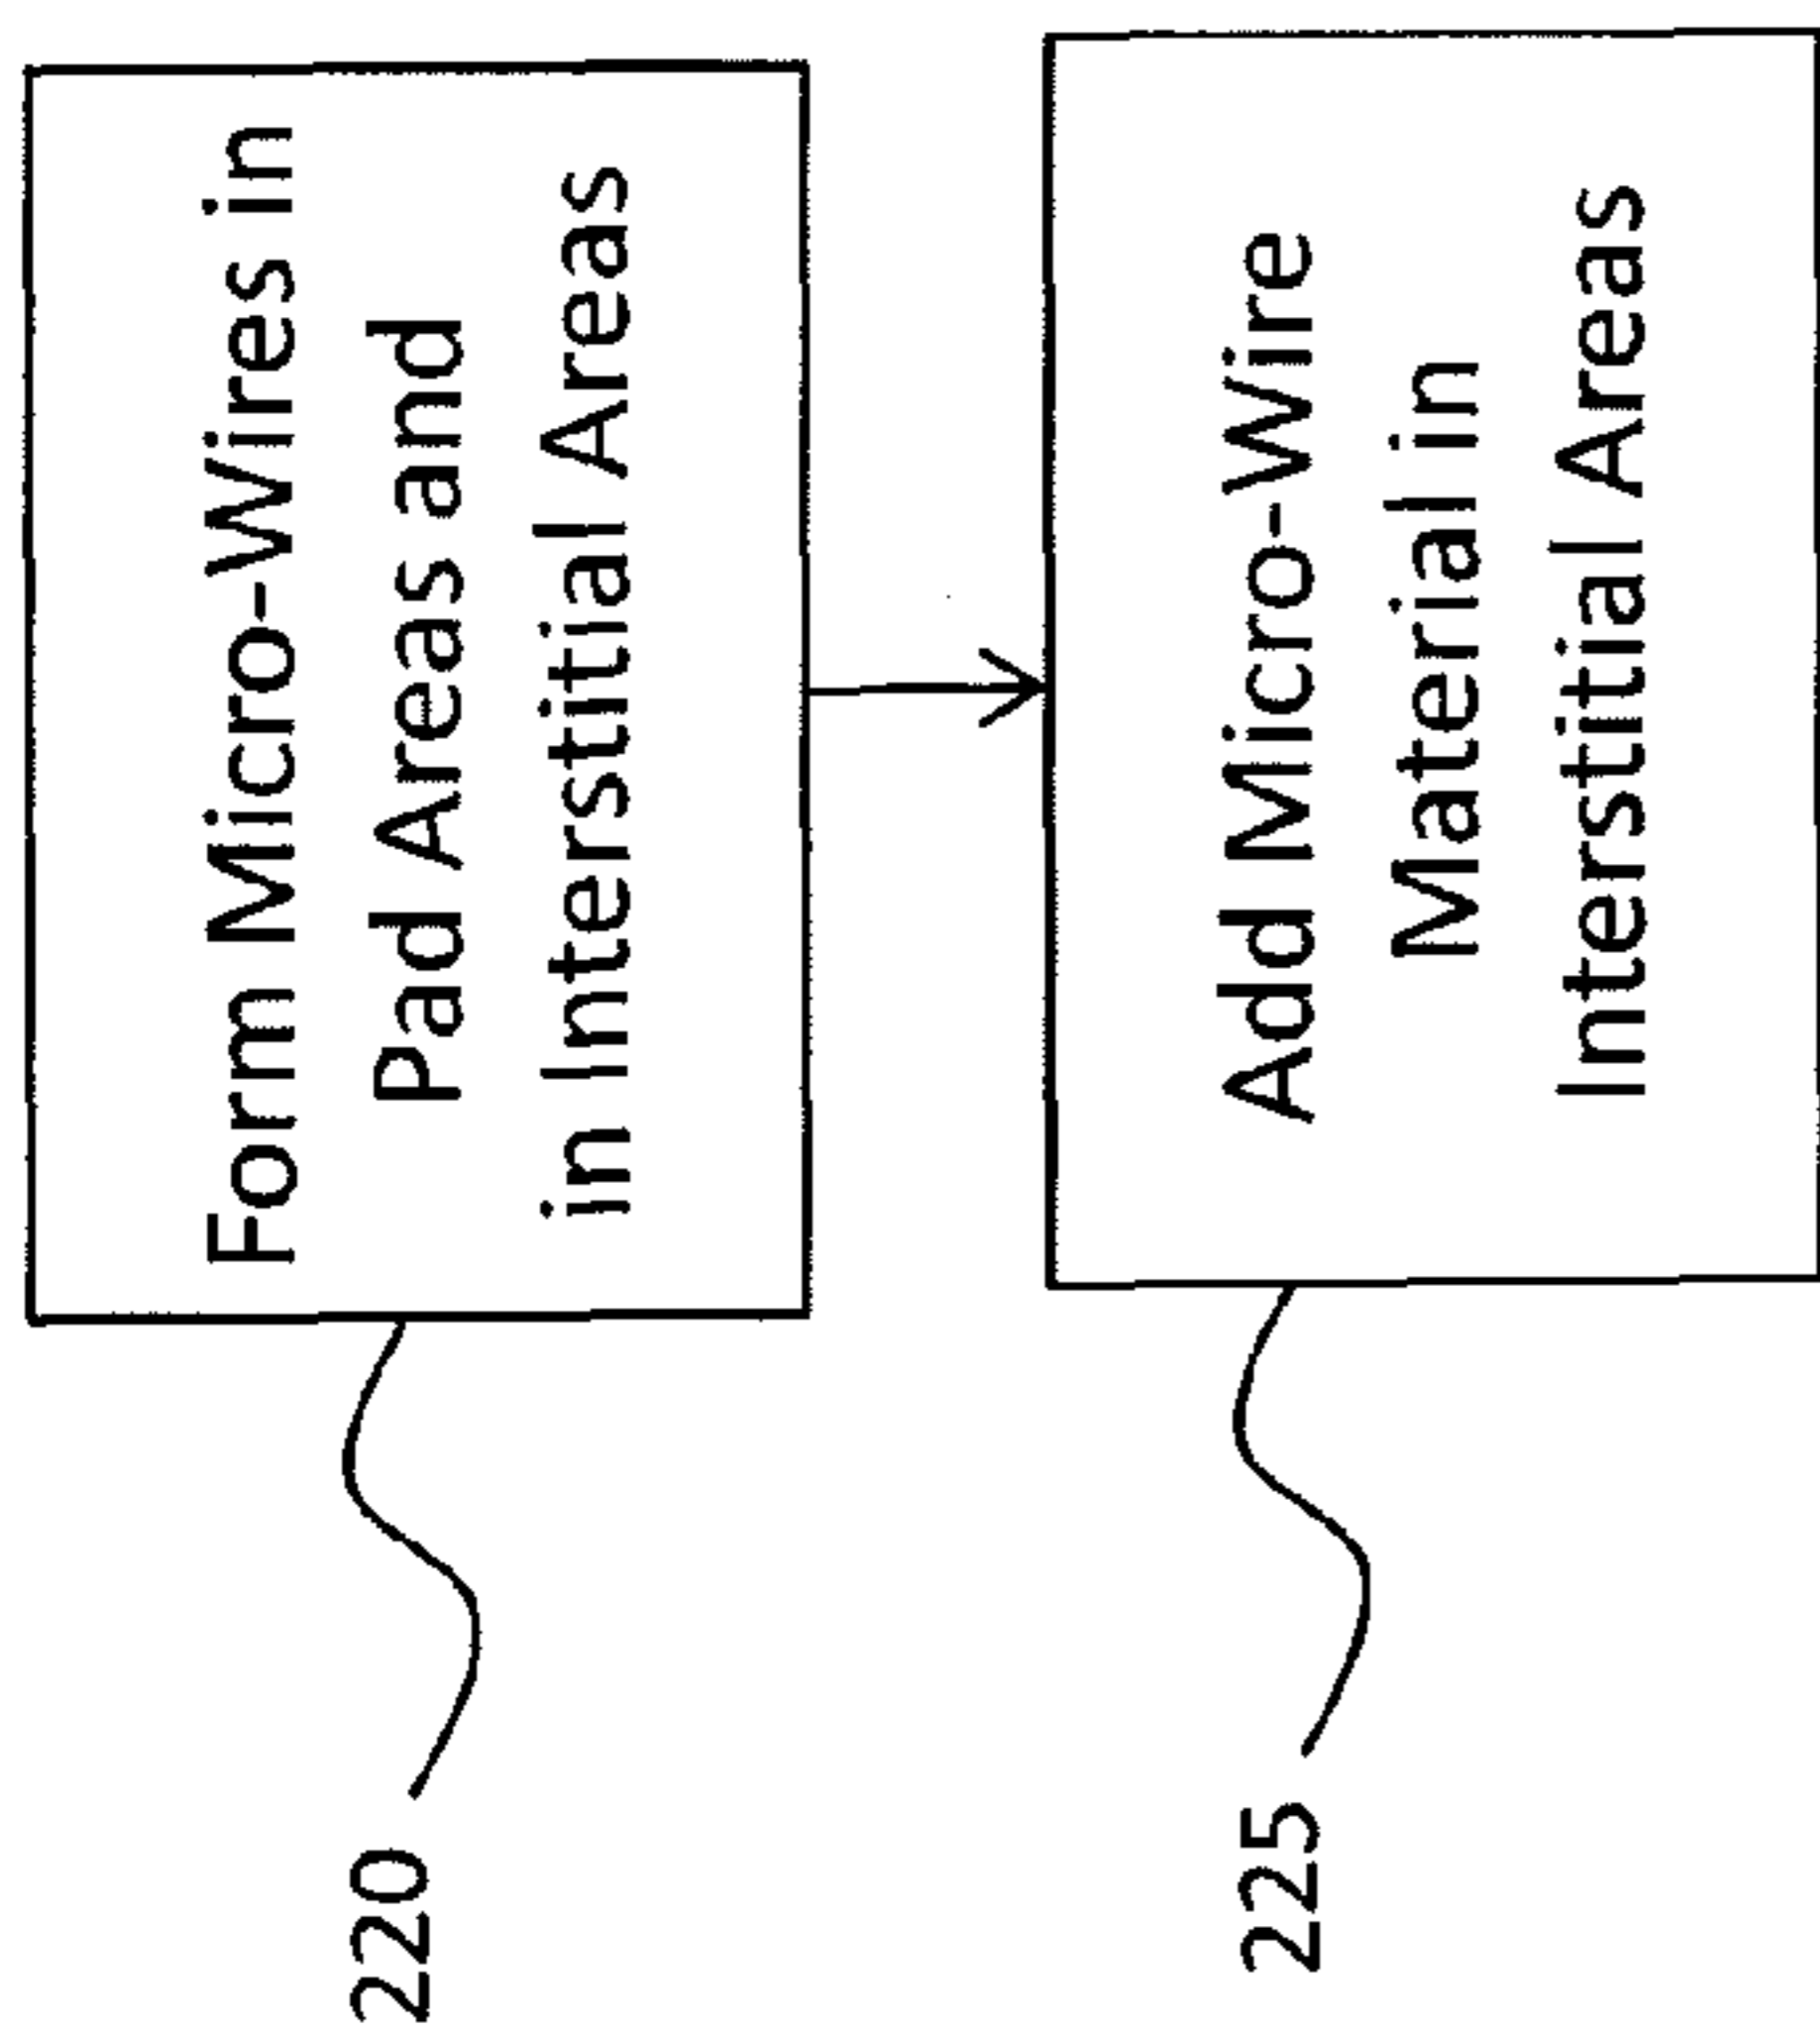 220
Form Micro-Wires in
Pad Areas and
in Interstitial Areas
225
Add Micro-Wire
Material in
Interstitial Areas